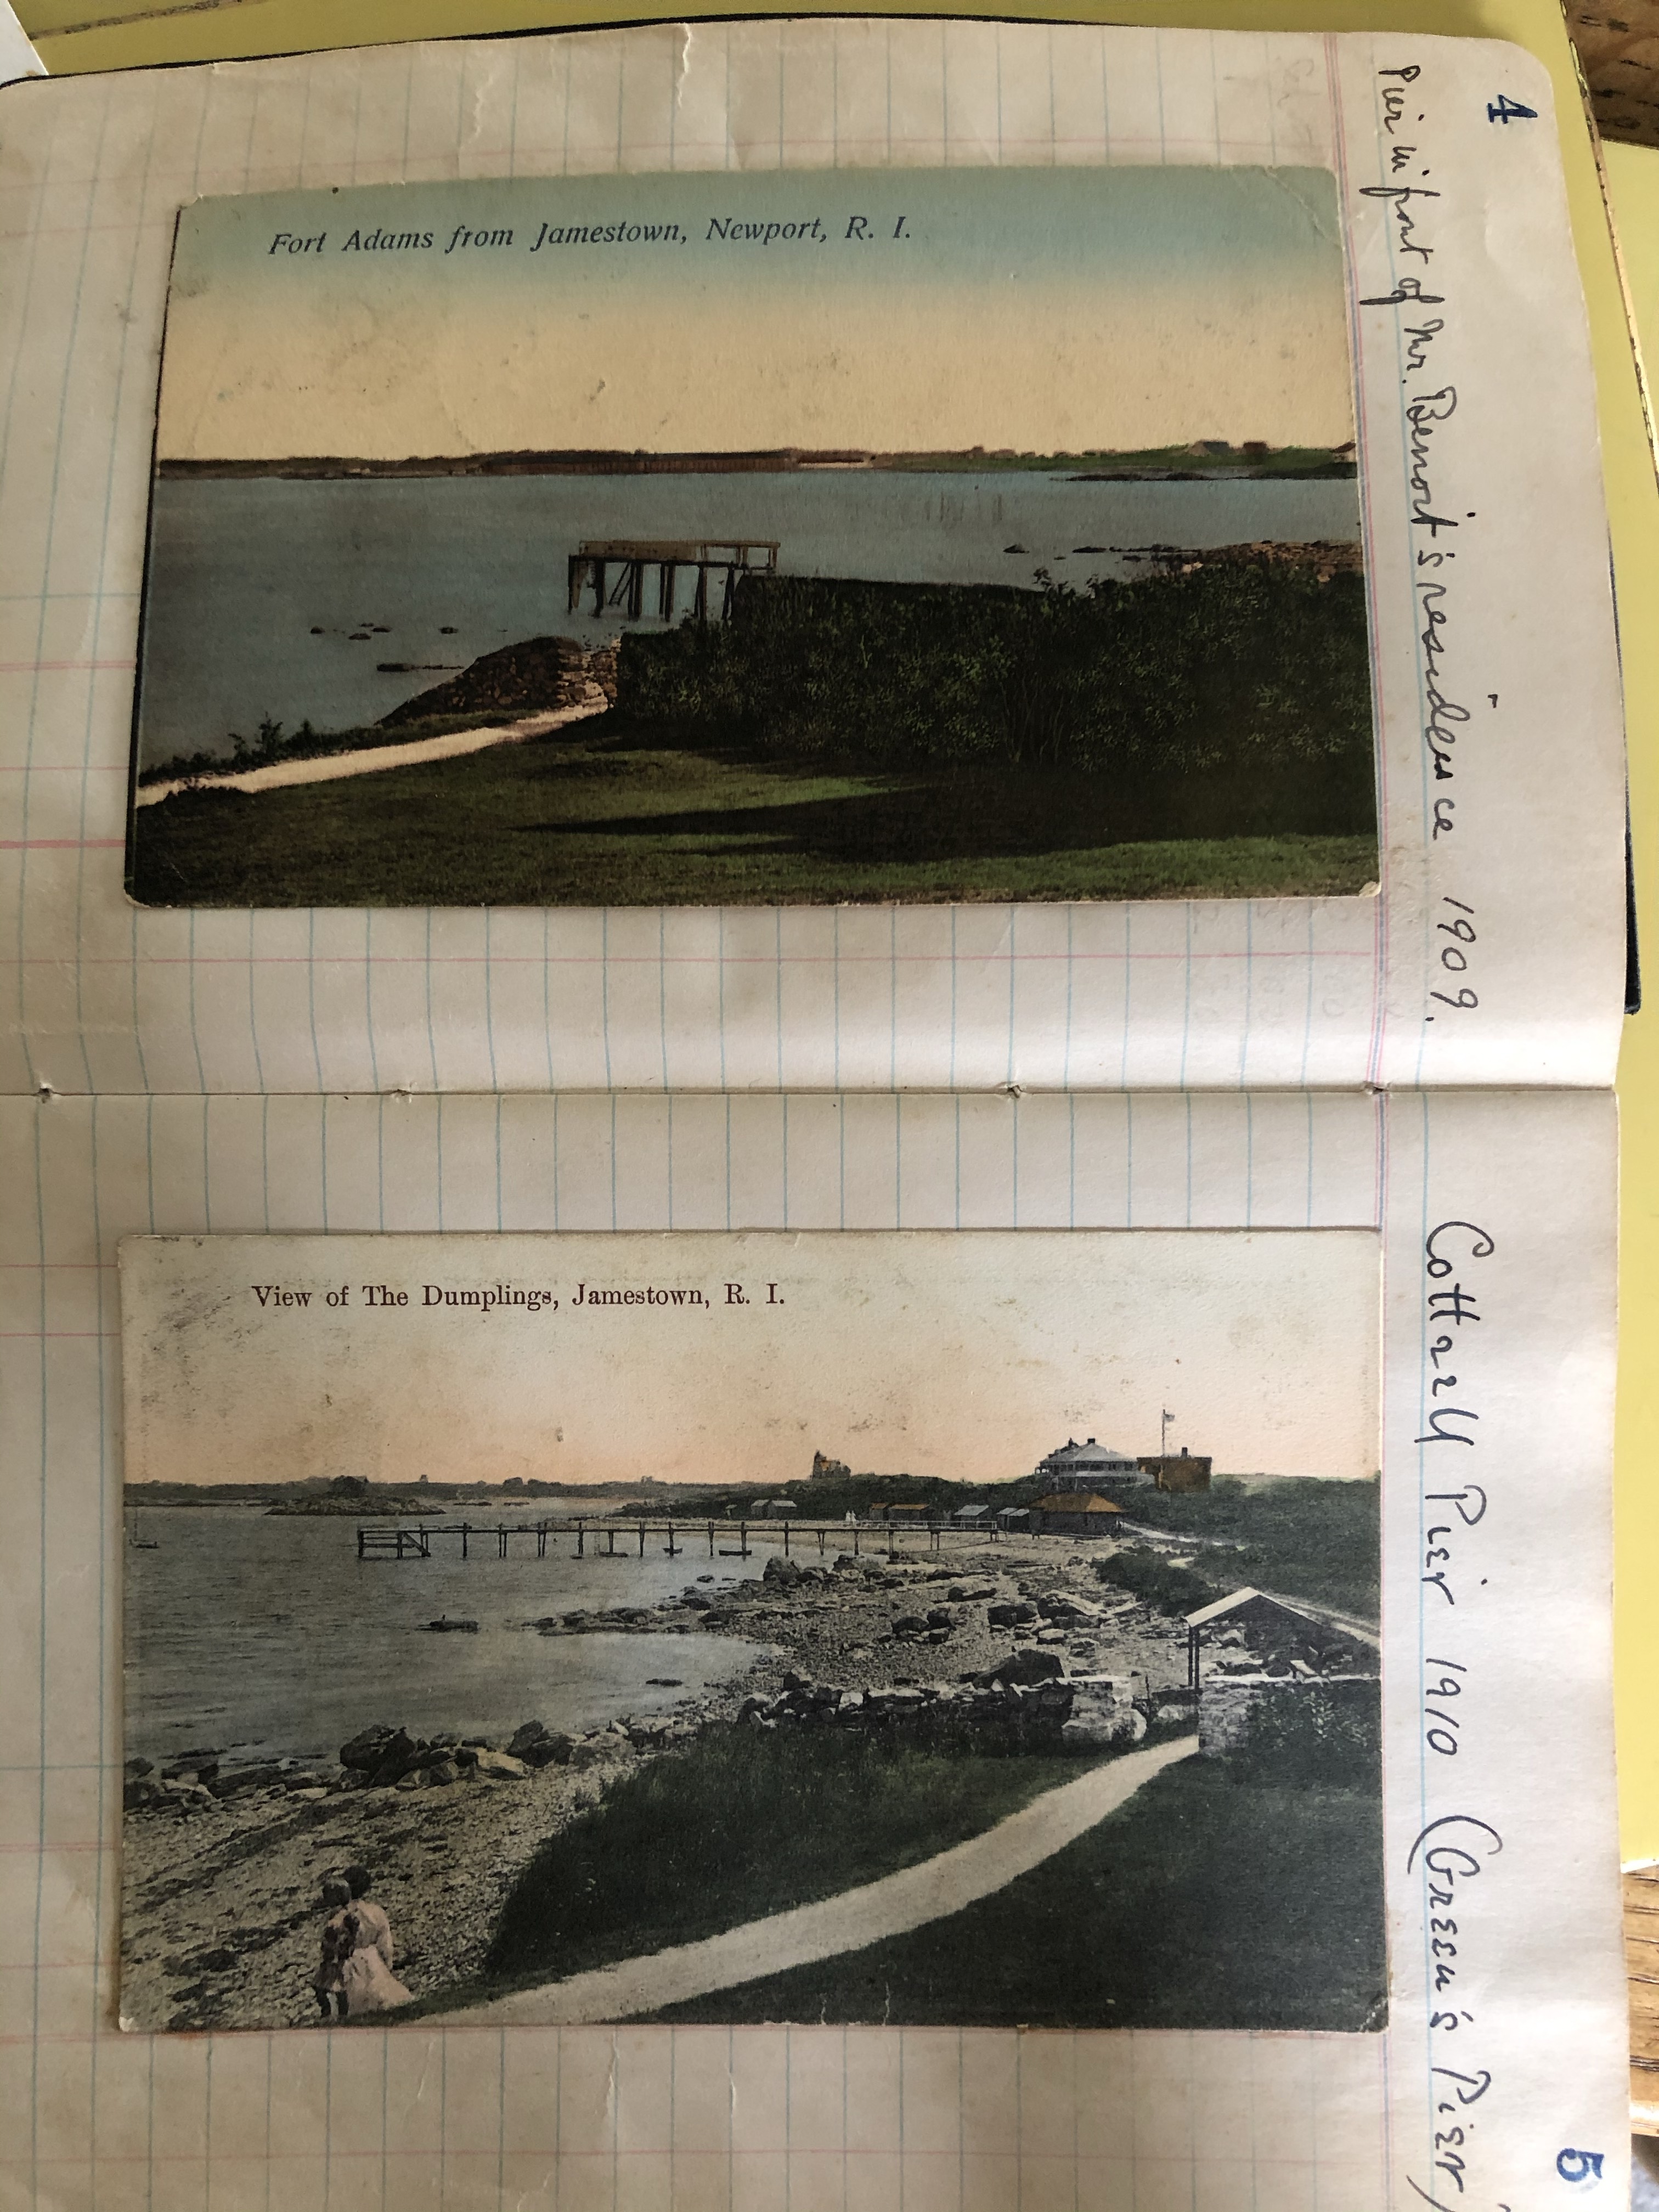 4
Pier in front of Mr. Benoit's residence 1909.
Fort Adams from Jamestown, Newport, R. I.
Cottrell Pier 1910 (Green's Pier)
View of The Dumplings, Jamestown, R. I.
5